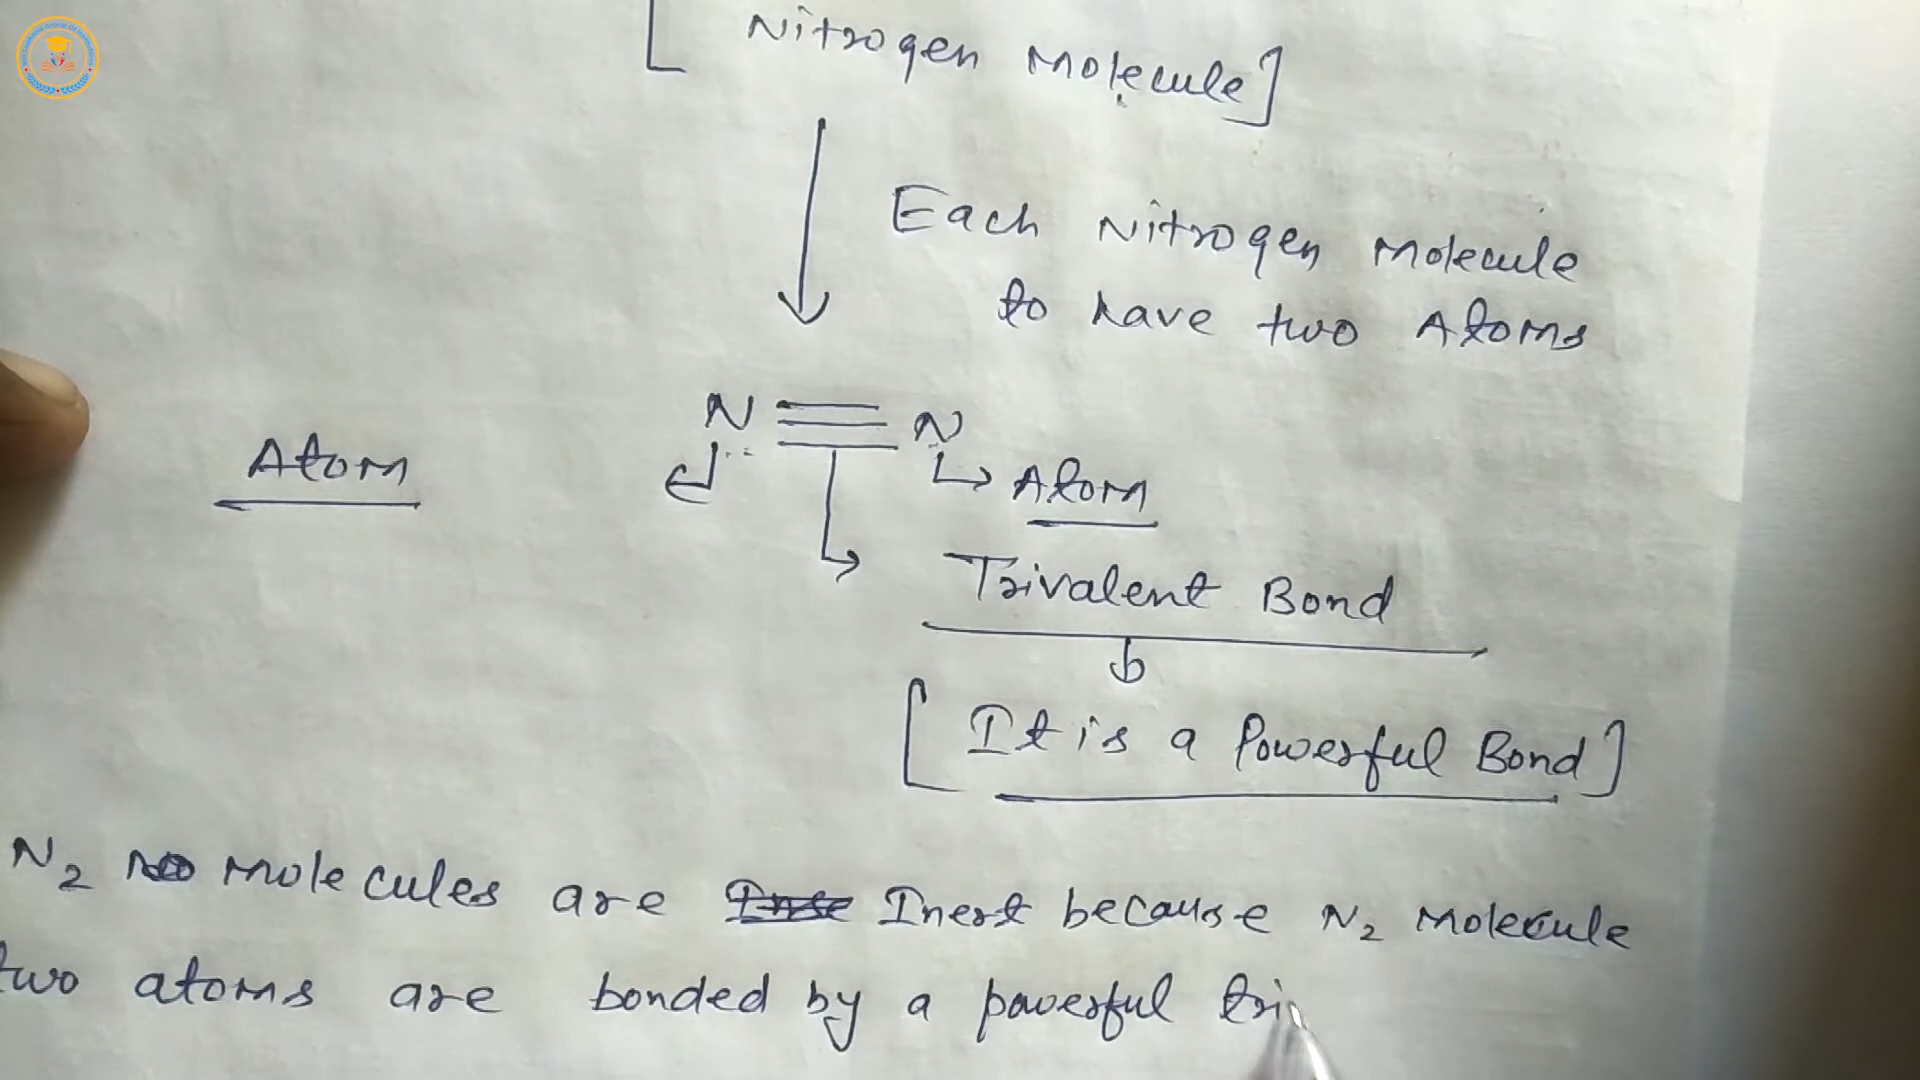 [ Nitrogen Molecule]
Each Nitrogen Molecule
to have two Atoms
N ≡ N
Atom
Atom
Trivalent Bond
[ It is a Powerful Bond]
N2 molecules are Inert because N2 Molecule
two atoms are bonded by a powerful tri